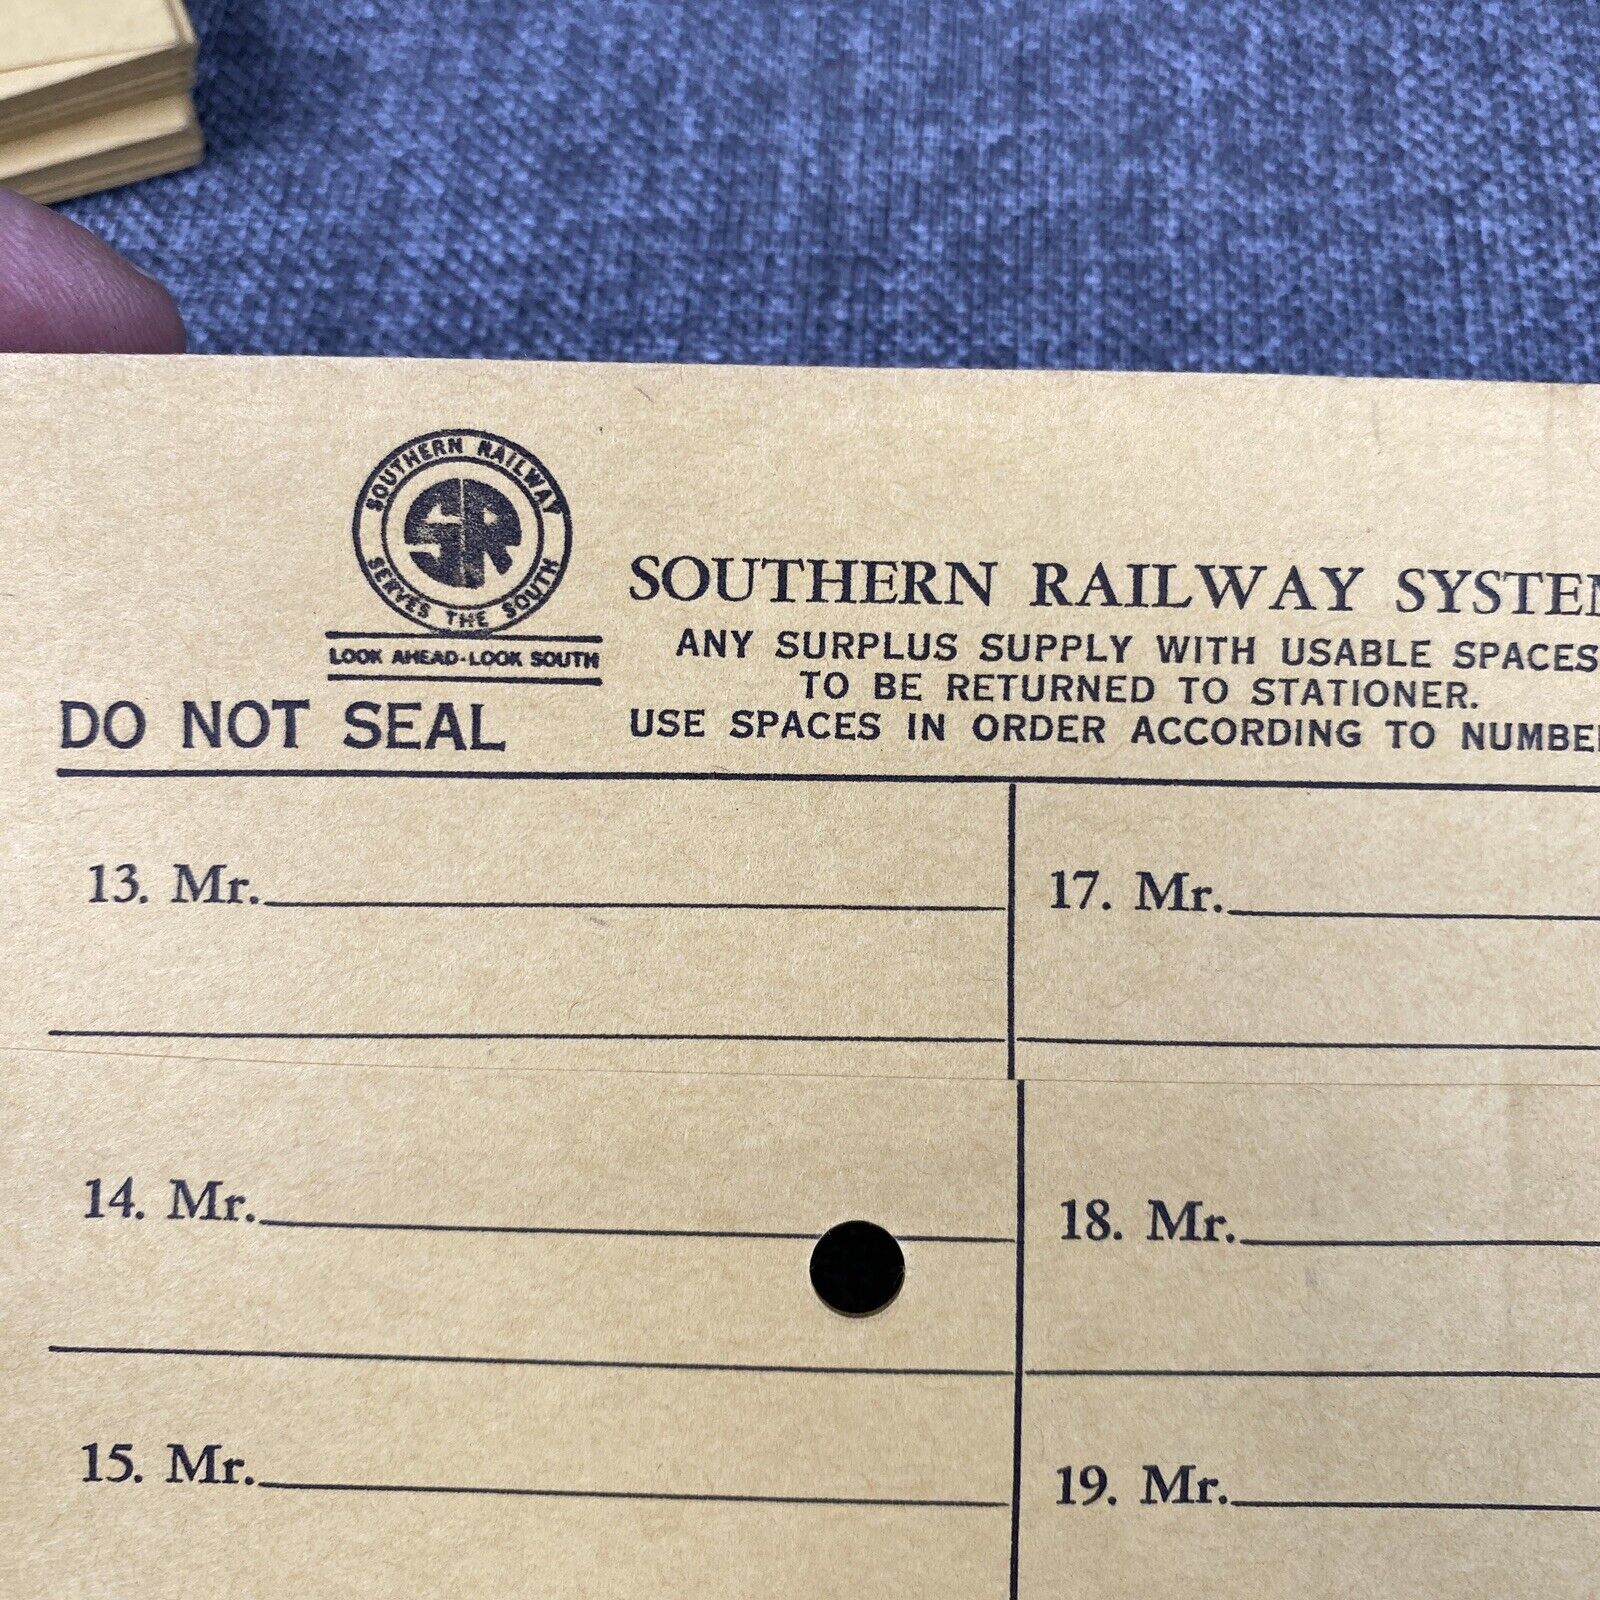 SOUTHERN RAILWAY
SR
SERVES THE SOUTH
LOOK AHEAD-LOOK SOUTH
DO NOT SEAL
SOUTHERN RAILWAY SYSTEM
ANY SURPLUS SUPPLY WITH USABLE SPACES
TO BE RETURNED TO STATIONER.
USE SPACES IN ORDER ACCORDING TO NUMBE
13. Mr.
17. Mr.
14. Mr.
18. Mr.
15. Mr.
19. Mr.